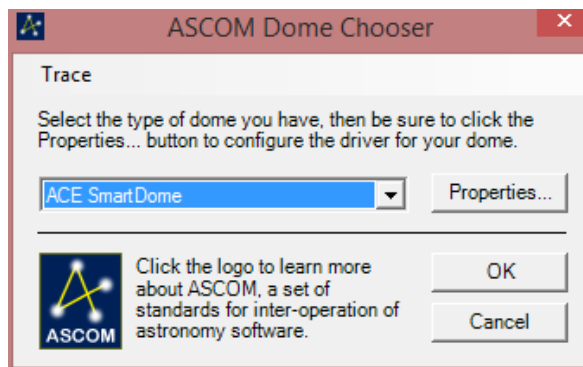 ASCOM Dome Chooser
Trace
Select the type of dome you have, then be sure to click the
Properties... button to configure the driver for your dome.
ACE SmartDome
Properties...
Click the logo to learn more
about ASCOM, a set of
standards for inter-operation of
astronomy software.
ASCOM
OK
Cancel